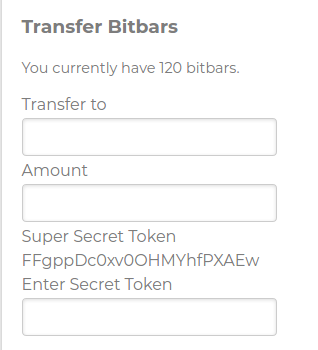 Transfer Bitbars
You currently have 120 bitbars.
Transfer to
Amount
Super Secret Token
FFgppDc0xv0OHMYhfPXAEw
Enter Secret Token